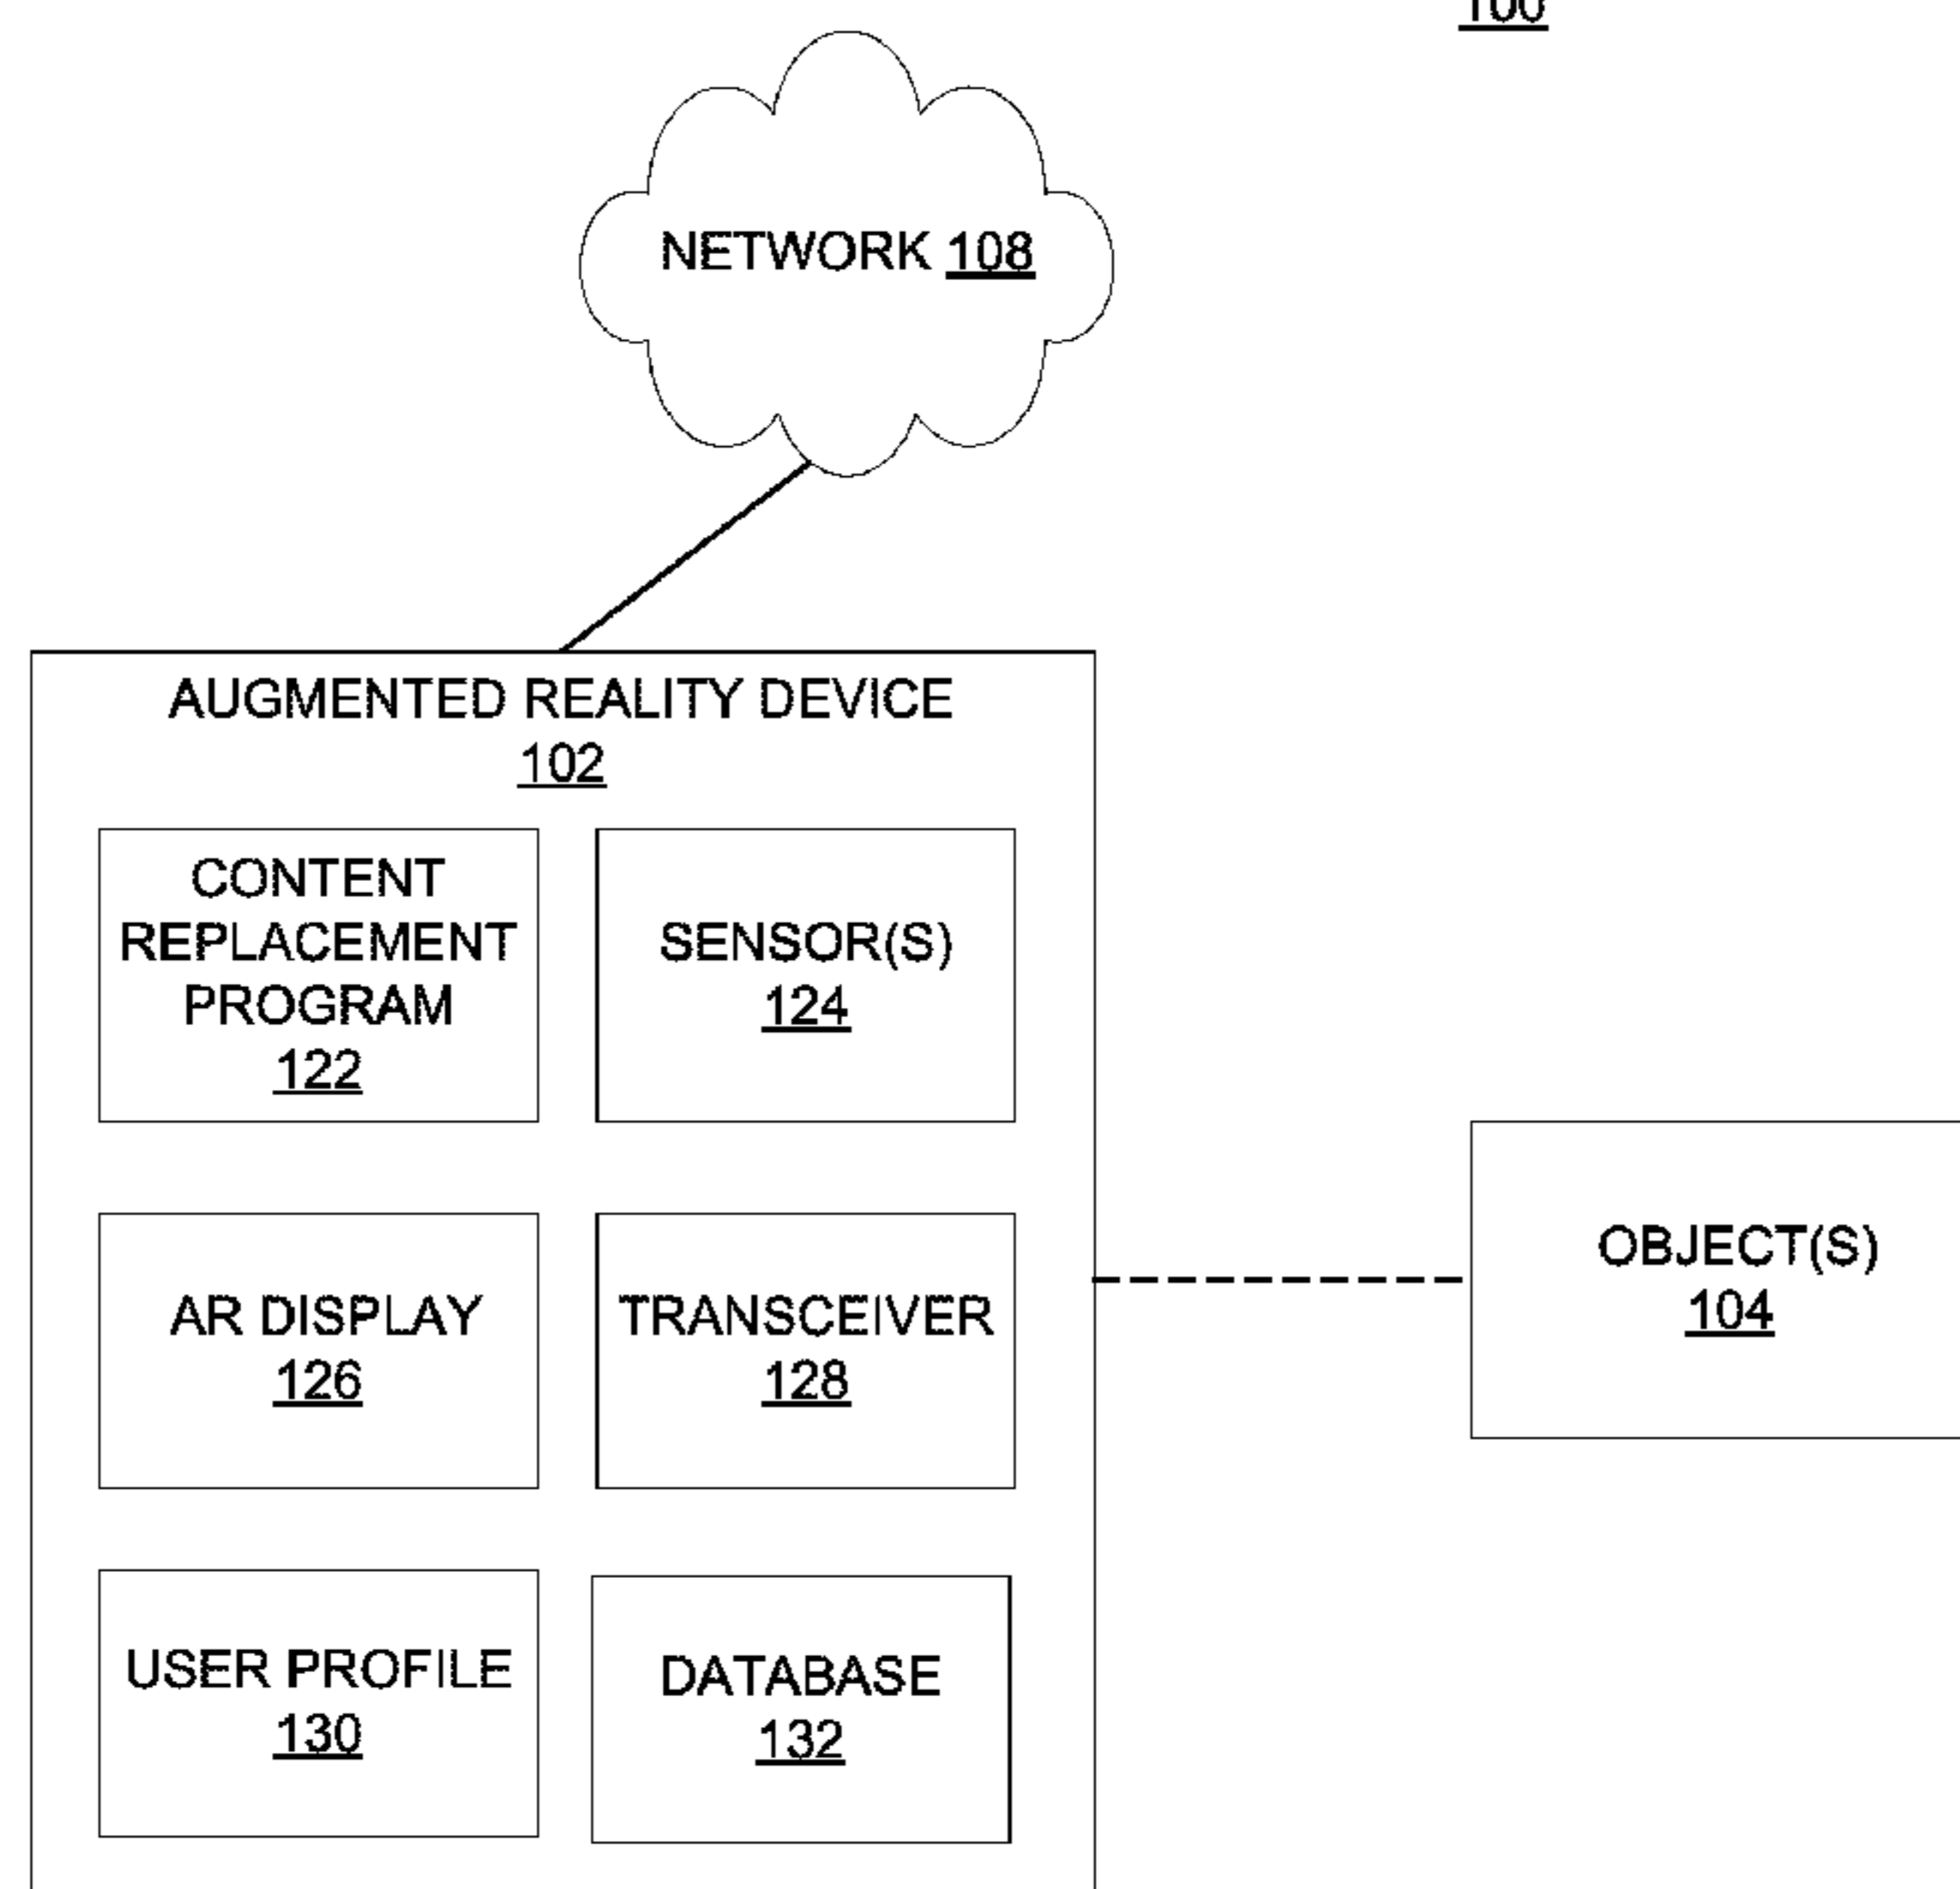 100
NETWORK 108
AUGMENTED REALITY DEVICE
102
CONTENT
REPLACEMENT
PROGRAM
122
SENSOR(S)
124
AR DISPLAY
126
TRANSCEIVER
128
OBJECT(S)
104
USER PROFILE
130
DATABASE
132